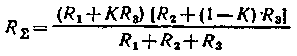 R_Σ = (R_1 + KR_3) [R_2 + (1 − K) · R_3] / R_1 + R_2 + R_3